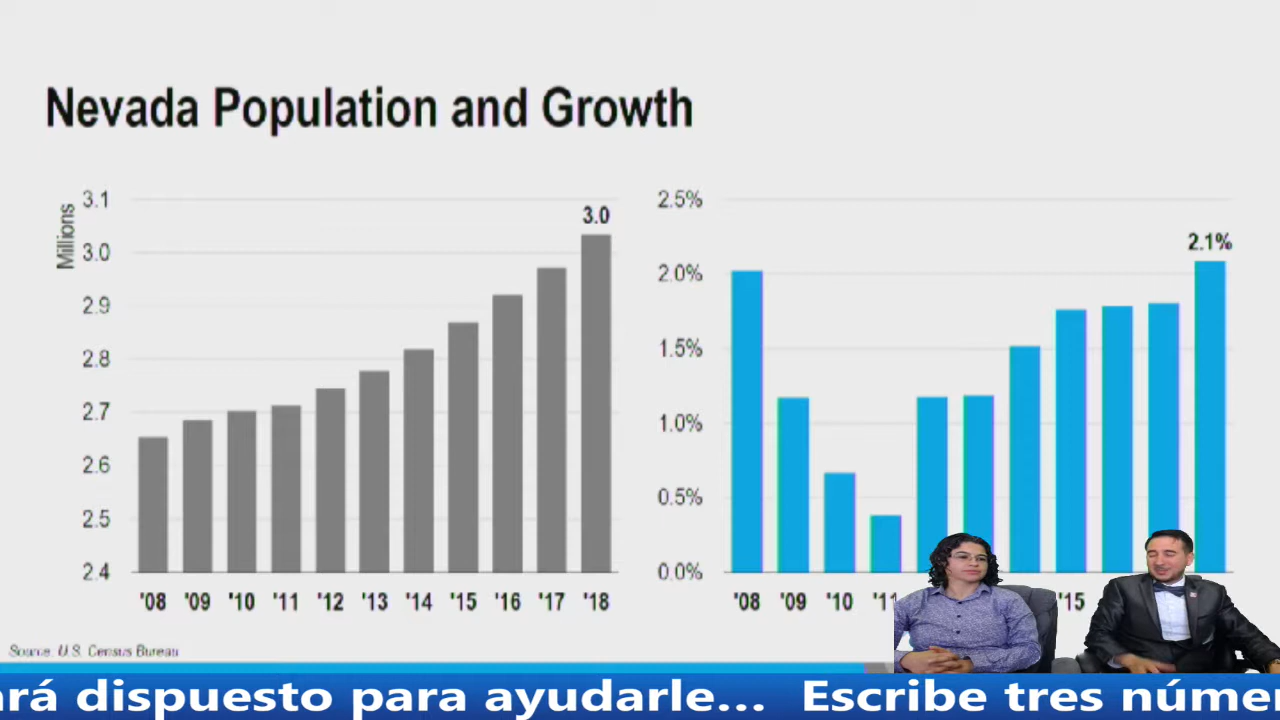 Nevada Population and Growth
Millions
3.1
3.0
2.9
2.8
2.7
2.6
2.5
2.4
3.0
'08 '09 '10 '11 '12 '13 '14 '15 '16 '17 '18
2.5%
2.0%
1.5%
1.0%
0.5%
0.0%
2.1%
'08 '09 '10 '11 '15
Source: U.S. Census Bureau
ará dispuesto para ayudarle... Escribe tres númer